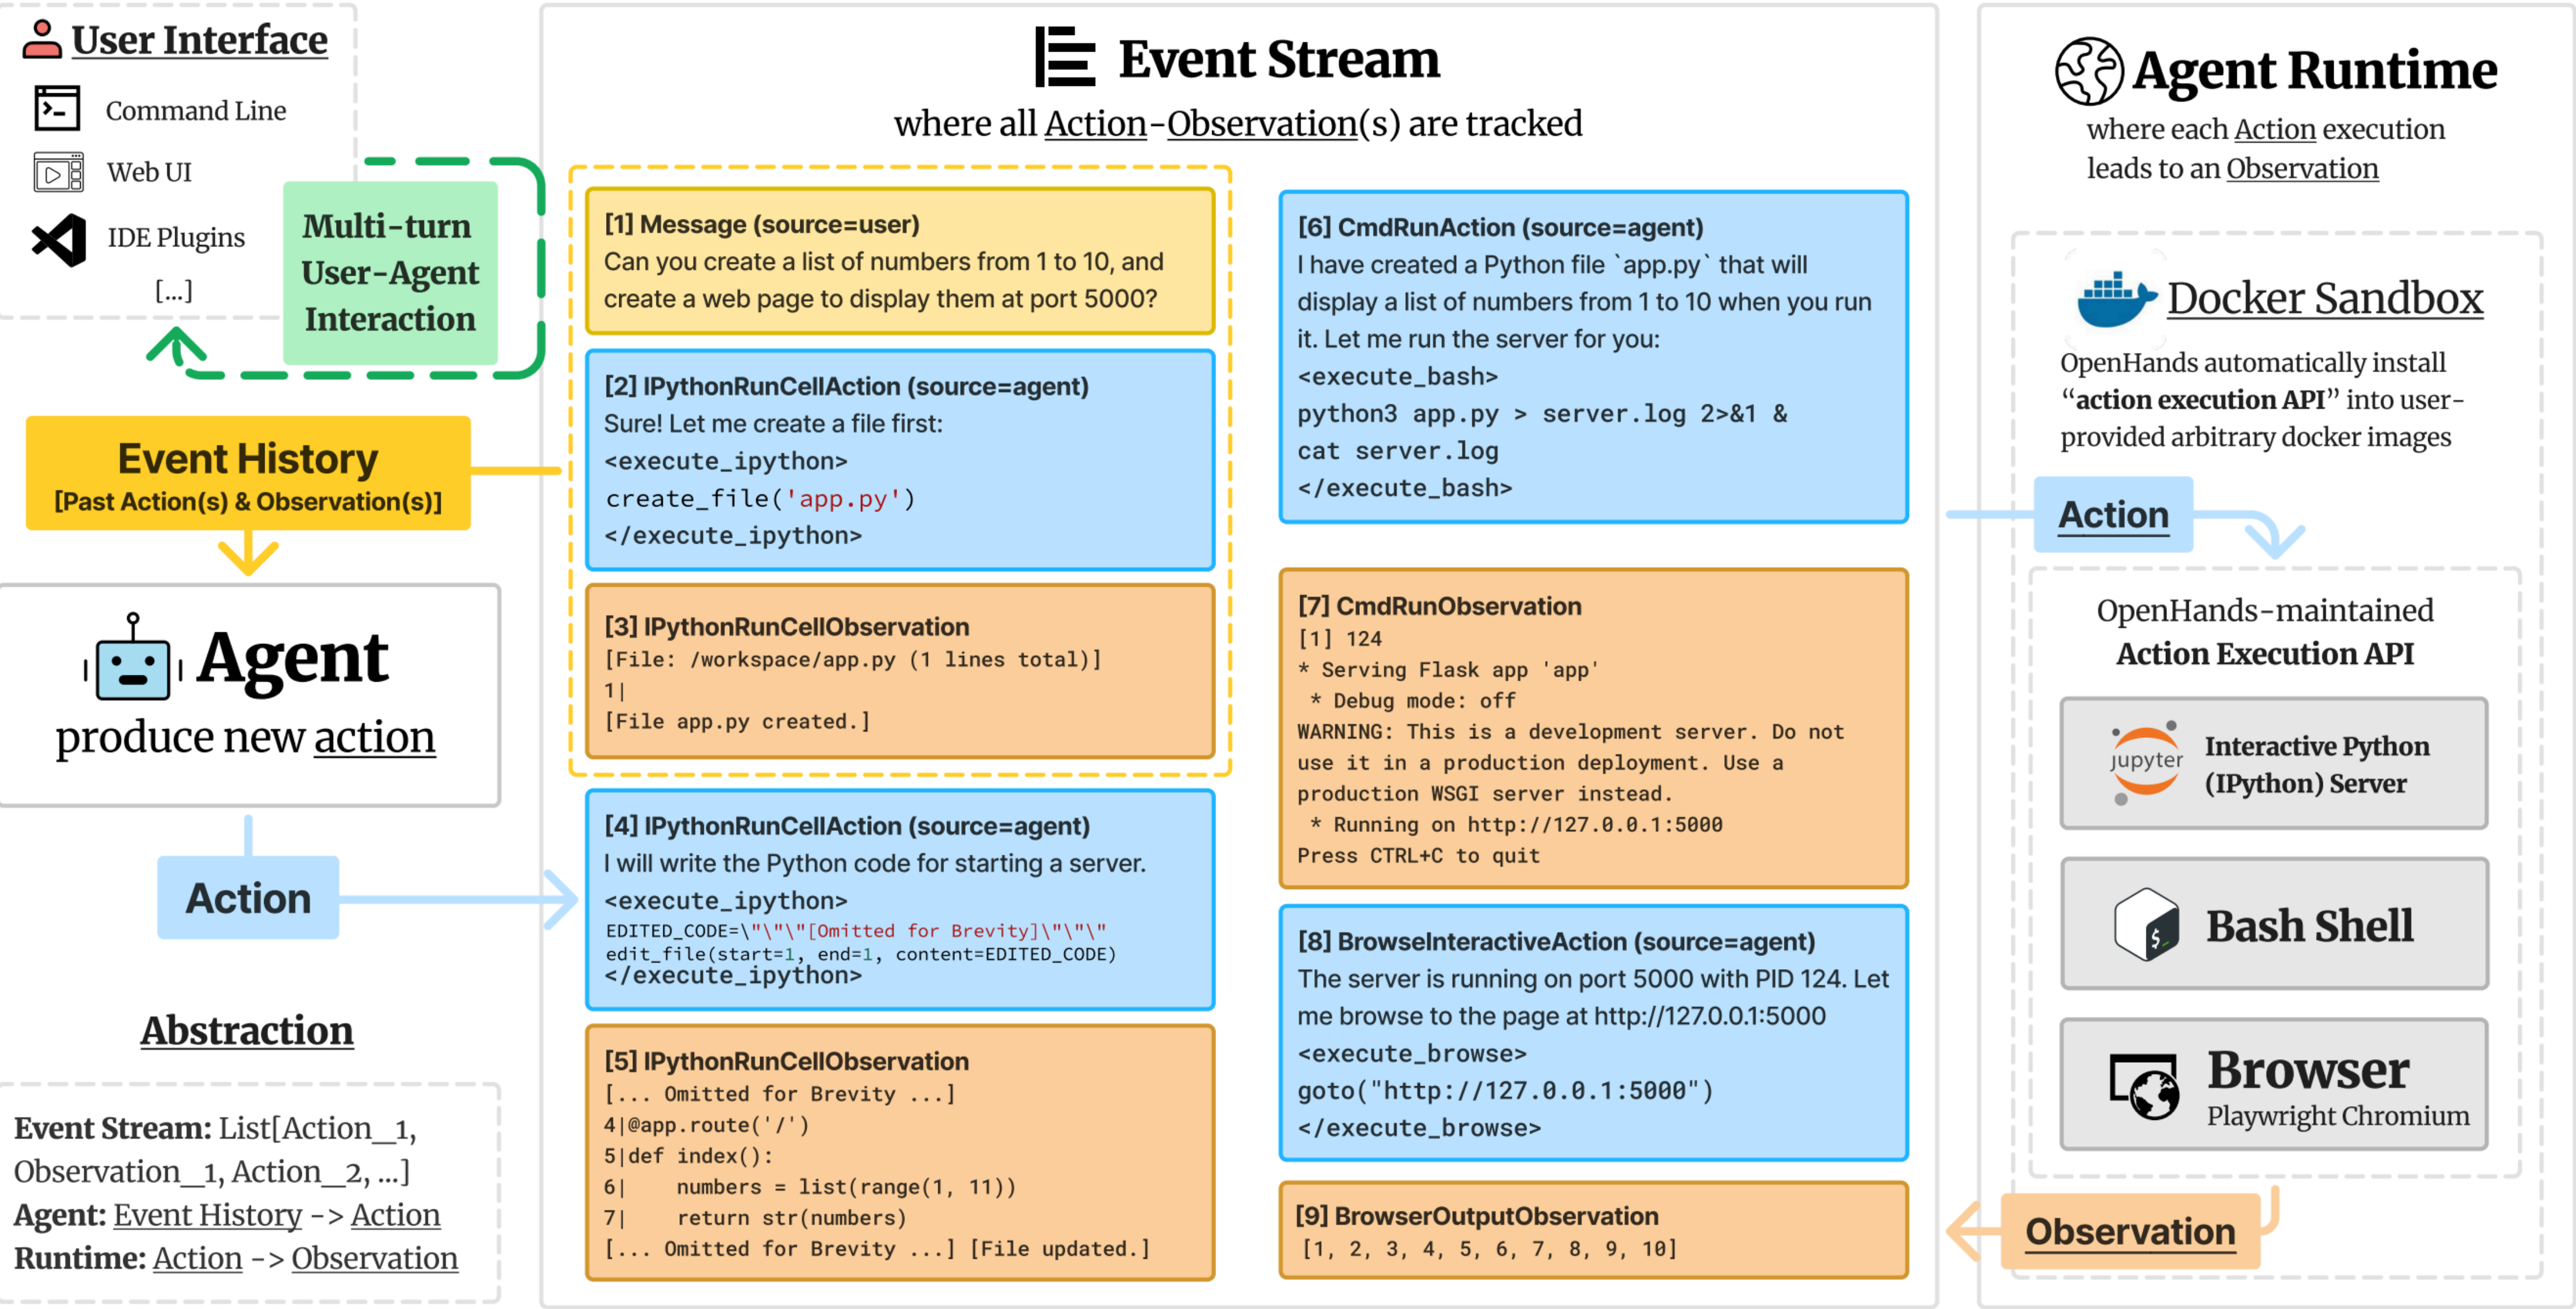 User Interface
Command Line
Web UI
IDE Plugins
[...]
Multi-turn
User-Agent
Interaction
Event History
[Past Action(s) & Observation(s)]
Agent
produce new action
Action
Abstraction
Event Stream: List[Action_1,
Observation_1, Action_2, ...]
Agent: Event History -> Action
Runtime: Action -> Observation
Event Stream
where all Action-Observation(s) are tracked
[1] Message (source=user)
Can you create a list of numbers from 1 to 10, and
create a web page to display them at port 5000?
[2] IPythonRunCellAction (source=agent)
Sure! Let me create a file first:
<execute_ipython>
create_file('app.py')
</execute_ipython>
[3] IPythonRunCellObservation
[File: /workspace/app.py (1 lines total)]
1|
[File app.py created.]
[4] IPythonRunCellAction (source=agent)
I will write the Python code for starting a server.
<execute_ipython>
EDITED_CODE=\"\"\"[Omitted for Brevity]\"\"\"
edit_file(start=1, end=1, content=EDITED_CODE)
</execute_ipython>
[5] IPythonRunCellObservation
[... Omitted for Brevity ...]
4|@app.route('/')
5|def index():
6|    numbers = list(range(1, 11))
7|    return str(numbers)
[... Omitted for Brevity ...] [File updated.]
[6] CmdRunAction (source=agent)
I have created a Python file `app.py` that will
display a list of numbers from 1 to 10 when you run
it. Let me run the server for you:
<execute_bash>
python3 app.py > server.log 2>&1 &
cat server.log
</execute_bash>
[7] CmdRunObservation
[1] 124
* Serving Flask app 'app'
* Debug mode: off
WARNING: This is a development server. Do not
use it in a production deployment. Use a
production WSGI server instead.
* Running on http://127.0.0.1:5000
Press CTRL+C to quit
[8] BrowseInteractiveAction (source=agent)
The server is running on port 5000 with PID 124. Let
me browse to the page at http://127.0.0.1:5000
<execute_browse>
goto("http://127.0.0.1:5000")
</execute_browse>
[9] BrowserOutputObservation
[1, 2, 3, 4, 5, 6, 7, 8, 9, 10]
Agent Runtime
where each Action execution
leads to an Observation
Docker Sandbox
OpenHands automatically install
“action execution API” into user-
provided arbitrary docker images
Action
OpenHands-maintained
Action Execution API
jupyter
Interactive Python
(IPython) Server
$_
Bash Shell
Browser
Playwright Chromium
Observation